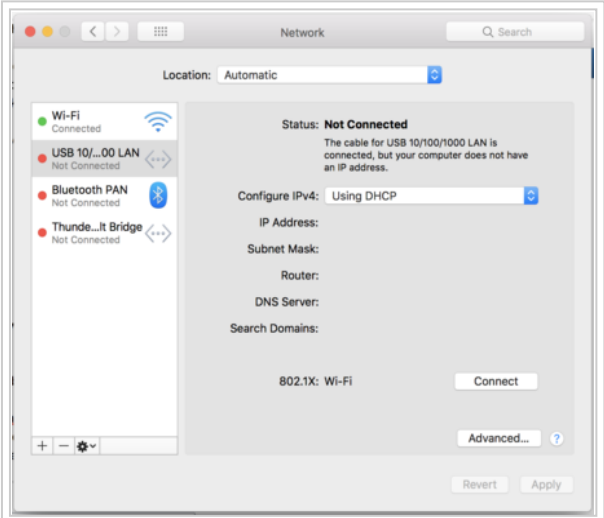 Network
Search
Location: Automatic
Wi-Fi
Connected
USB 10/...00 LAN
Not Connected
Bluetooth PAN
Not Connected
Thunde...lt Bridge
Not Connected
Status: Not Connected
The cable for USB 10/100/1000 LAN is
connected, but your computer does not have
an IP address.
Configure IPv4: Using DHCP
IP Address:
Subnet Mask:
Router:
DNS Server:
Search Domains:
802.1X: Wi-Fi
Connect
Advanced...
?
Revert
Apply